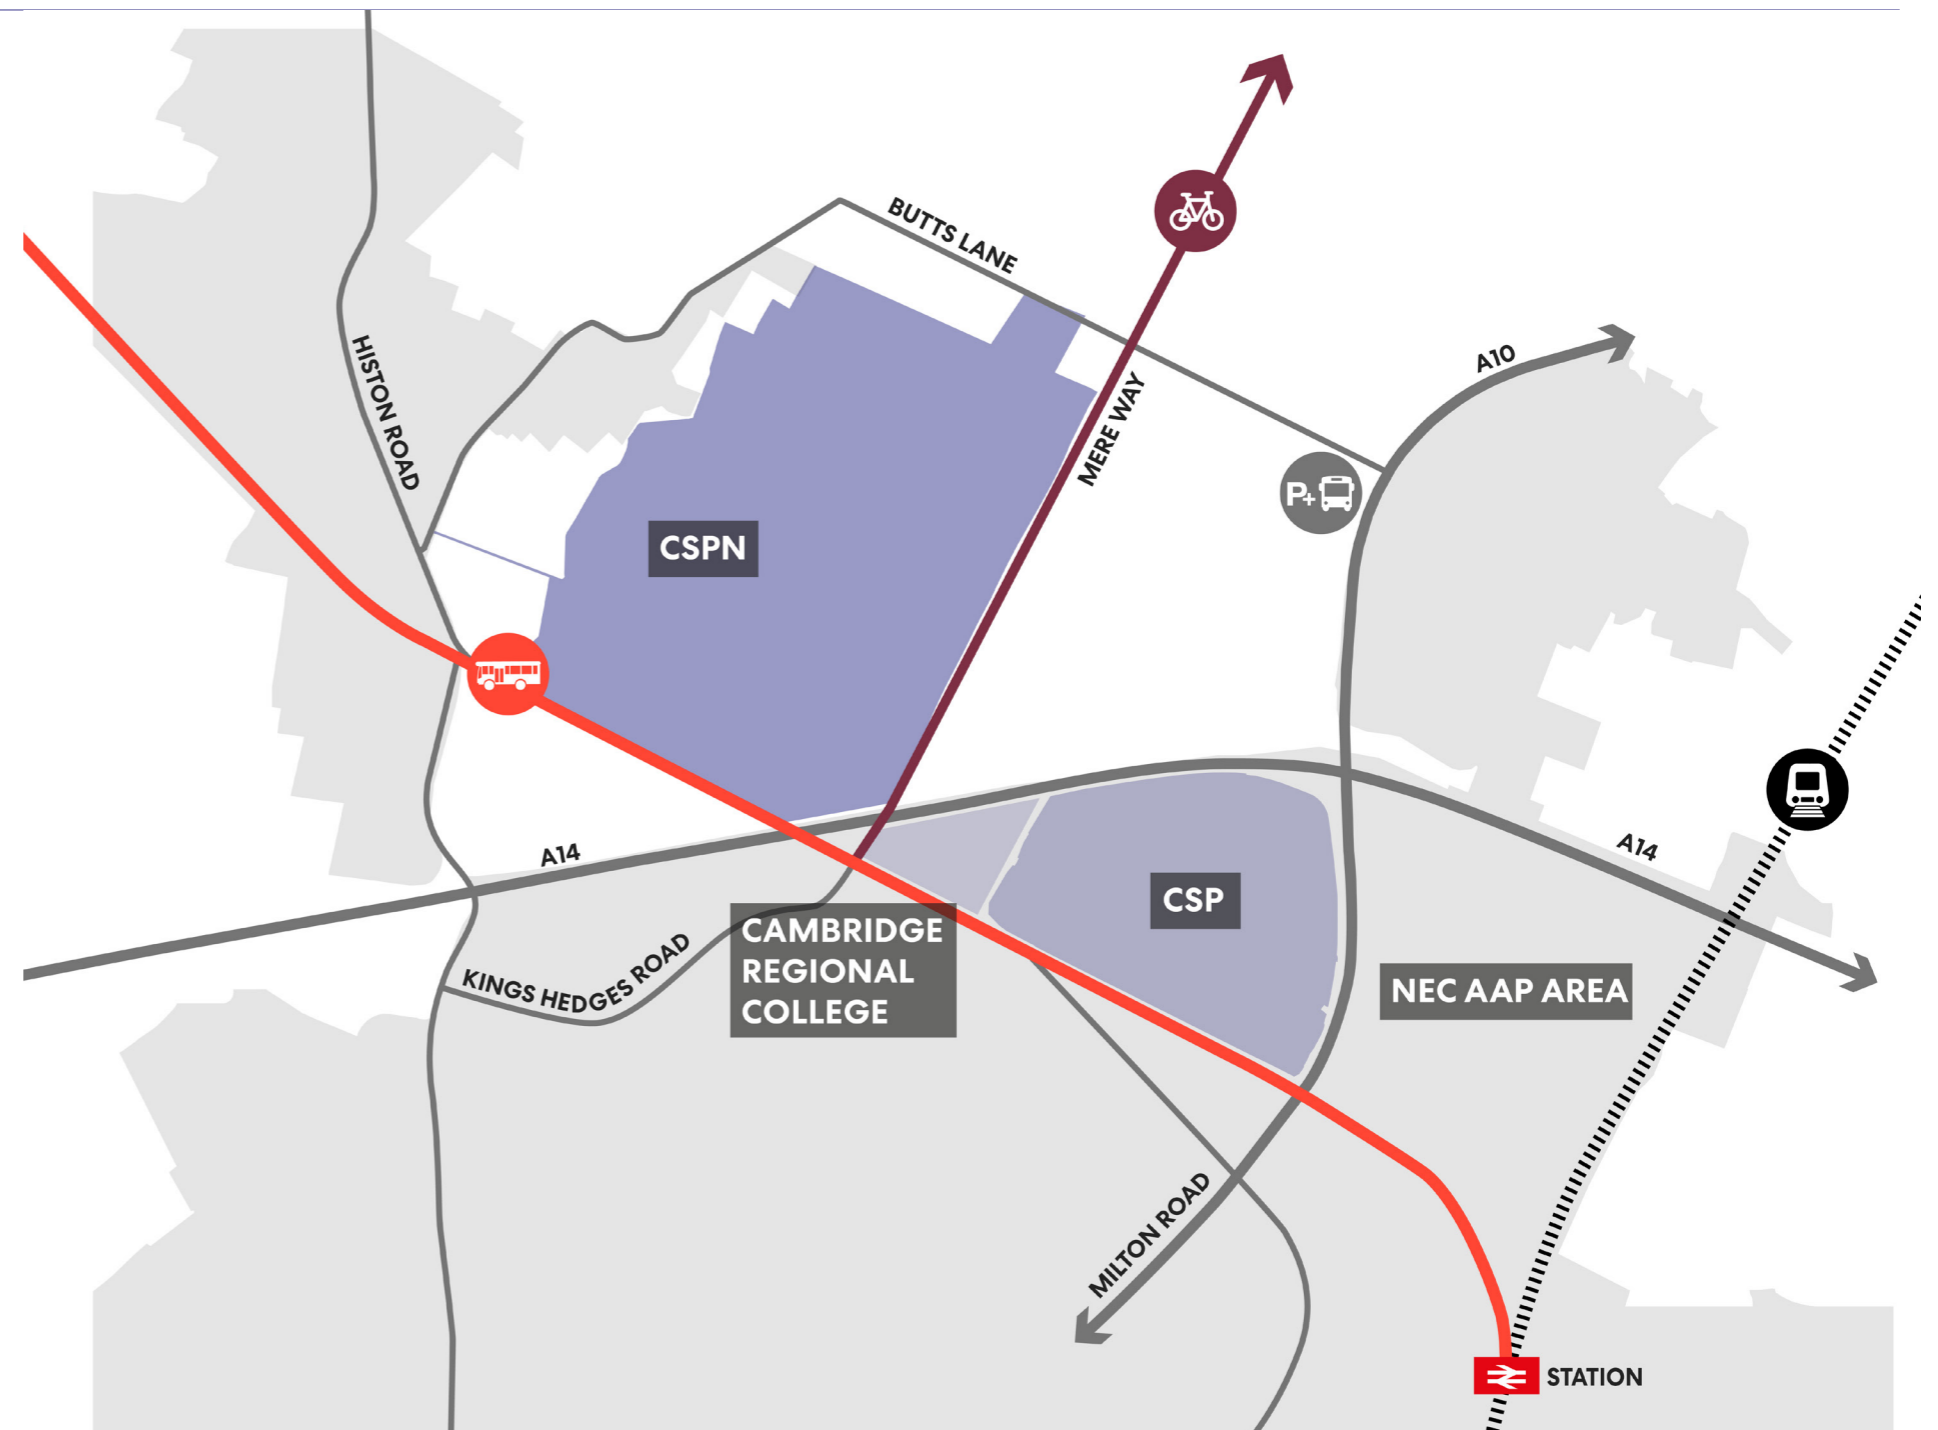 BUTTS LANE
A10
HISTON ROAD
MERE WAY
P+
CSPN
A14
A14
CSP
CAMBRIDGE
REGIONAL
COLLEGE
KINGS HEDGES ROAD
NEC AAP AREA
MILTON ROAD
STATION